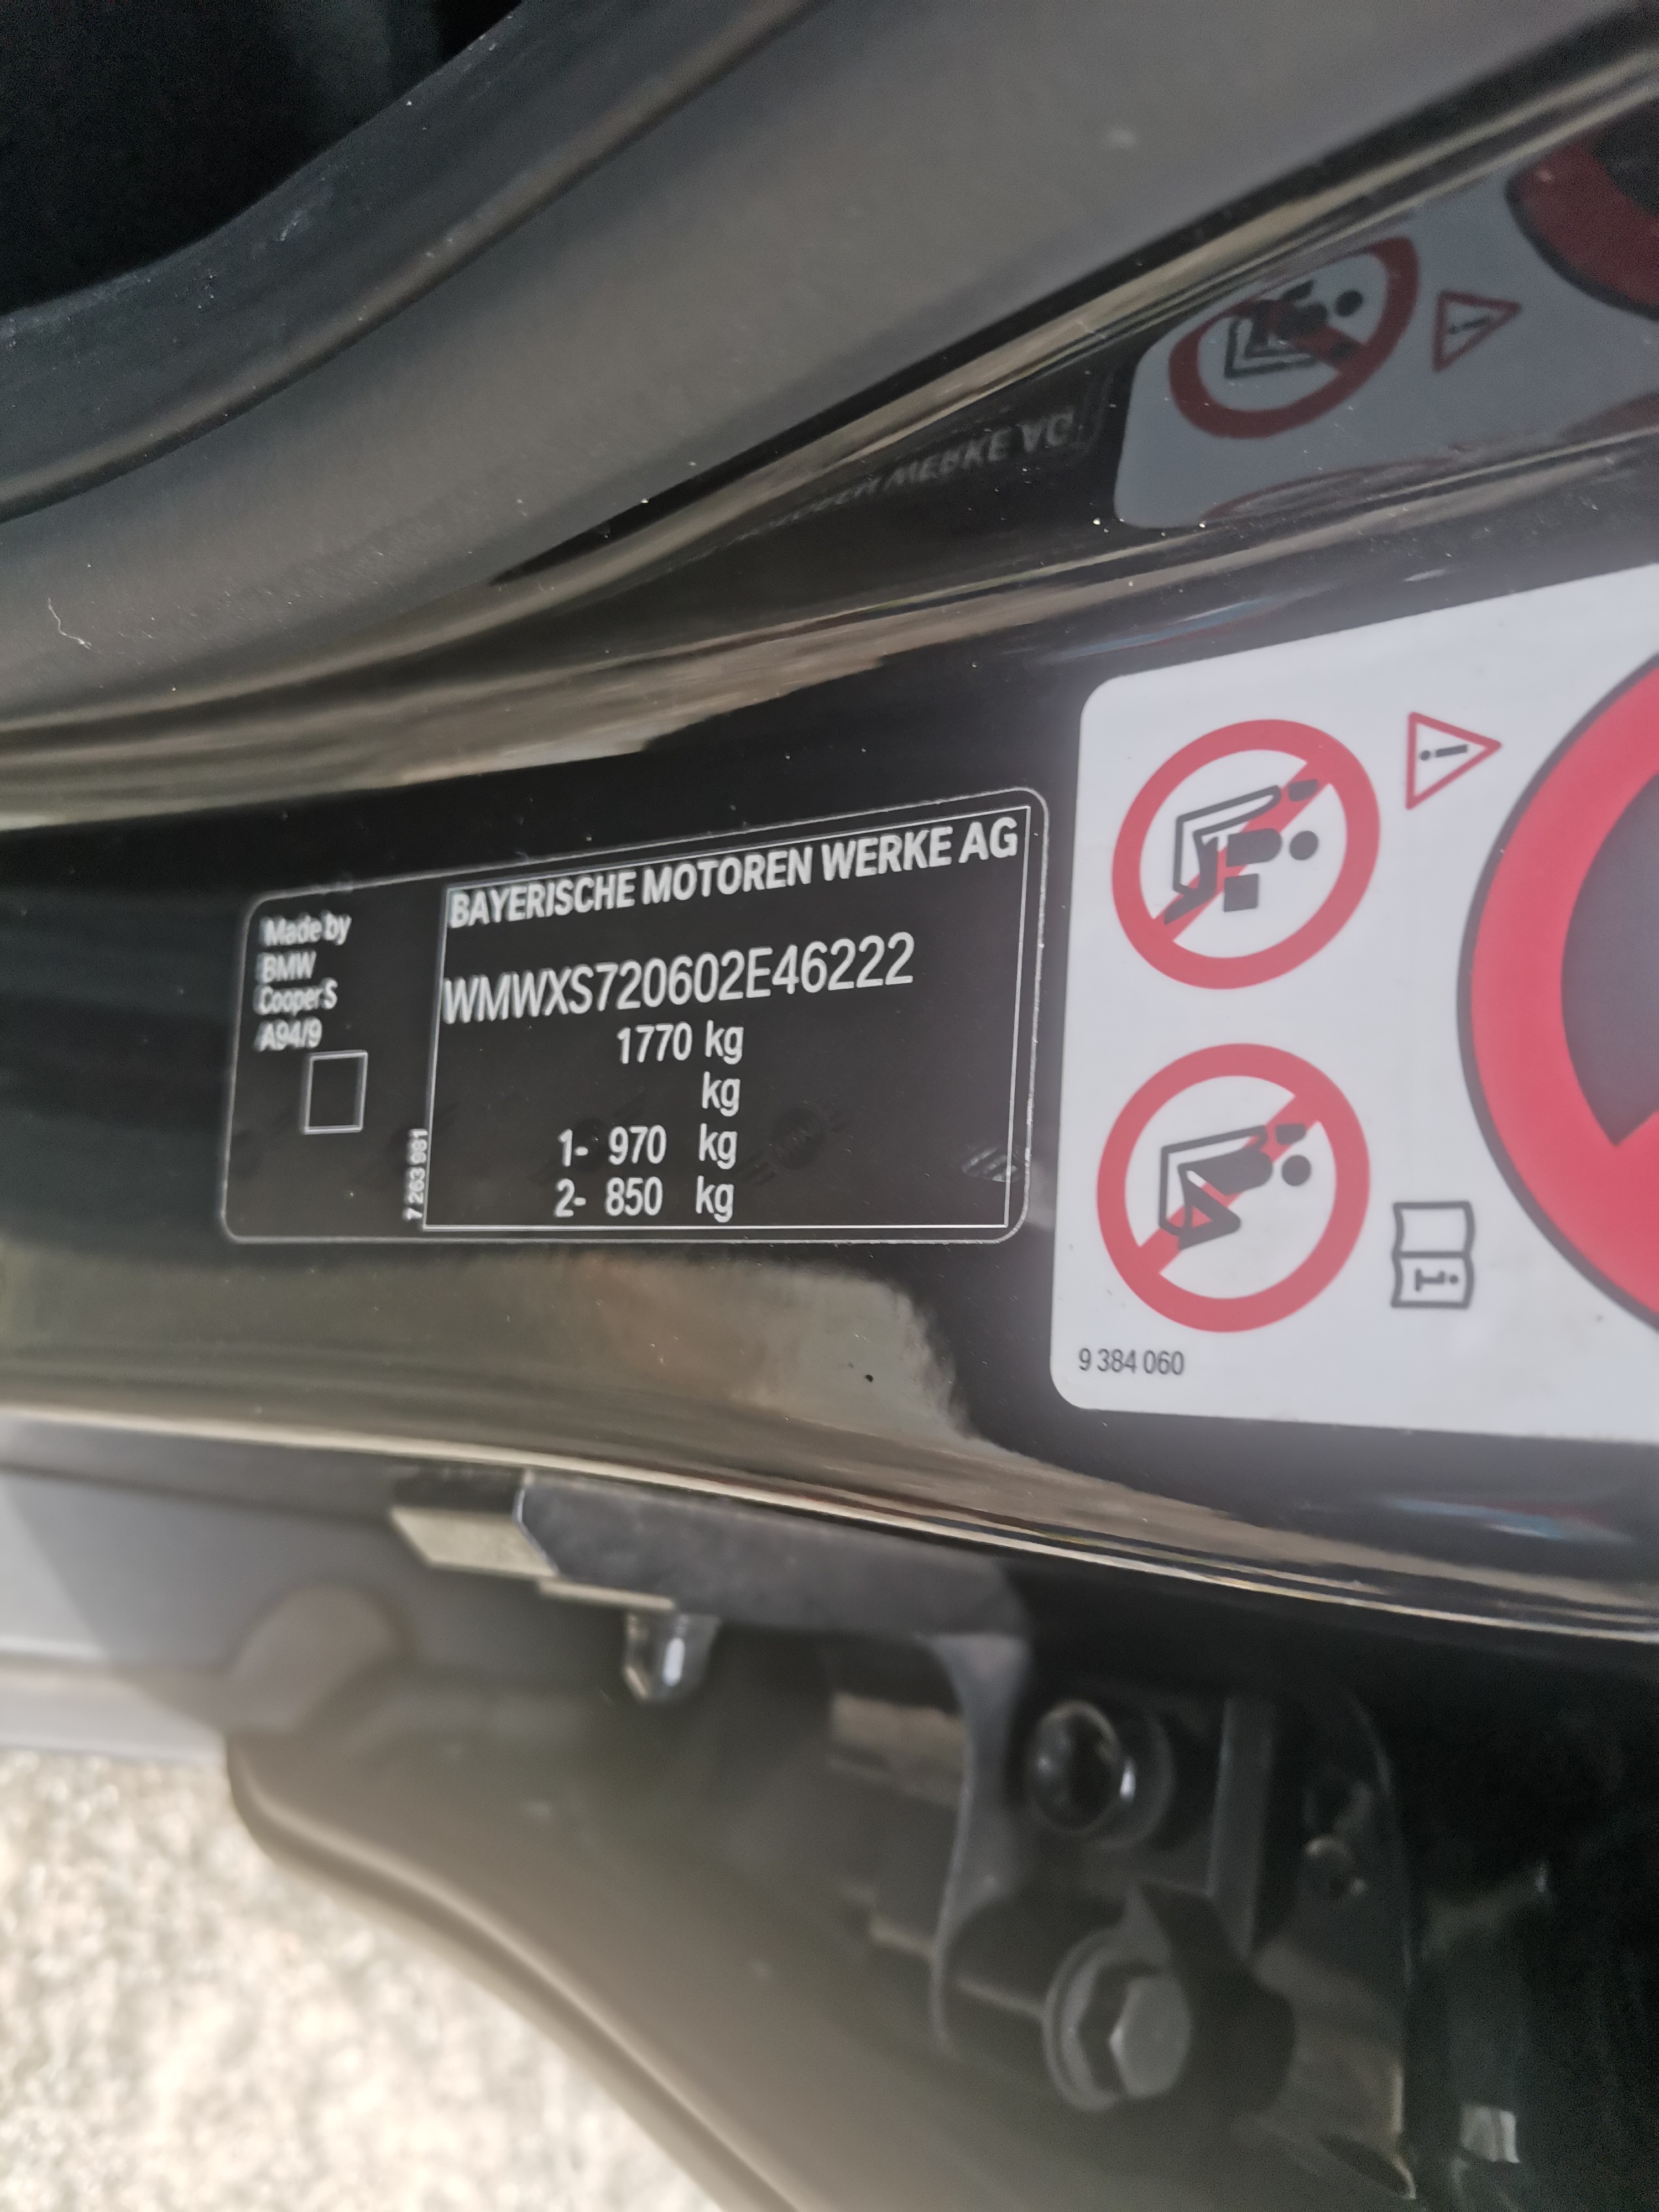 Made by
BMW
Cooper S
A94/9
7 263 981
BAYERISCHE MOTOREN WERKE AG
WMWXS720602E46222
1770 kg
kg
1- 970 kg
2- 850 kg
9 384 060